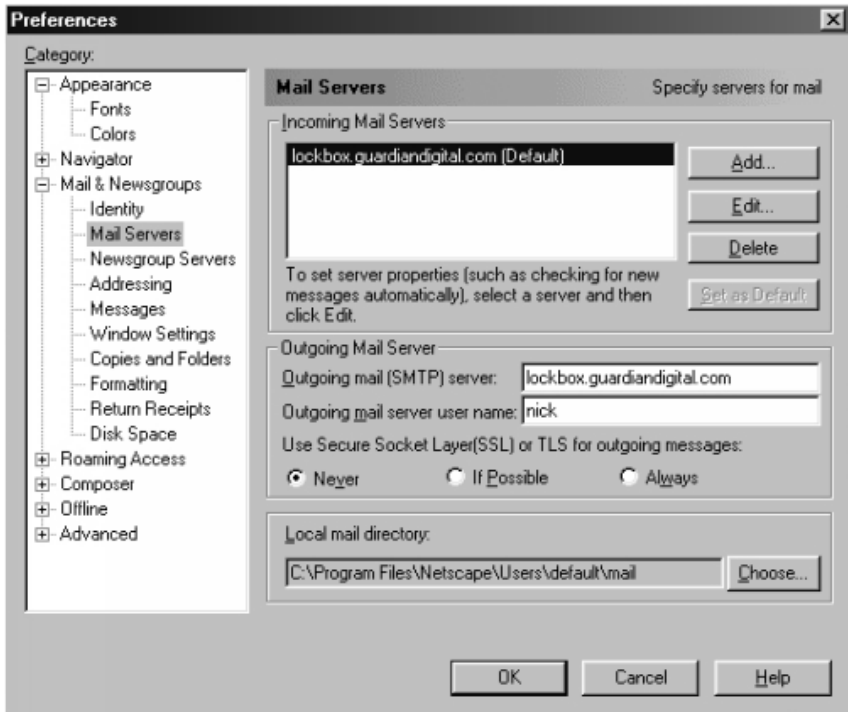 Preferences
Category:
Appearance
Fonts
Colors
Navigator
Mail & Newsgroups
Identity
Mail Servers
Newsgroup Servers
Addressing
Messages
Window Settings
Copies and Folders
Formatting
Return Receipts
Disk Space
Roaming Access
Composer
Offline
Advanced
Mail Servers Specify servers for mail
Incoming Mail Servers
lockbox.guardiandigital.com (Default)
Add...
Edit...
Delete
Set as Default
To set server properties (such as checking for new
messages automatically), select a server and then
click Edit.
Outgoing Mail Server
Outgoing mail (SMTP) server: lockbox.guardiandigital.com
Outgoing mail server user name: nick
Use Secure Socket Layer(SSL) or TLS for outgoing messages:
Never If Possible Always
Local mail directory:
C:\Program Files\Netscape\Users\default\mail Choose...
OK Cancel Help